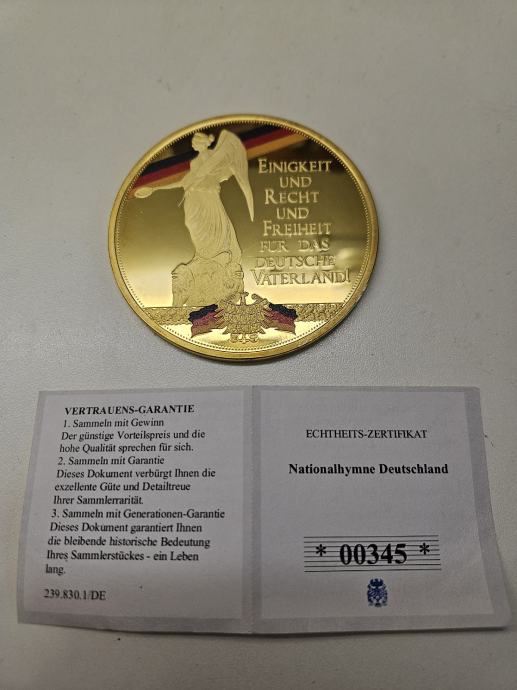 EINIGKEIT
UND
RECHT
UND
FREIHEIT
FÜR DAS
DEUTSCHE
VATERLAND!
VERTRAUENS-GARANTIE
1. Sammeln mit Gewinn
Der günstige Vorteilspreis und die
hohe Qualität sprechen für sich.
2. Sammeln mit Garantie
Dieses Dokument verbürgt Ihnen die
exzellente Güte und Detailtreue
Ihrer Sammlerrarität.
3. Sammeln mit Generationen-Garantie
Dieses Dokument garantiert Ihnen
die bleibende historische Bedeutung
Ihres Sammlerstückes - ein Leben
lang.
239.830.1/DE
ECHTHEITS-ZERTIFIKAT
Nationalhymne Deutschland
* 00345 *